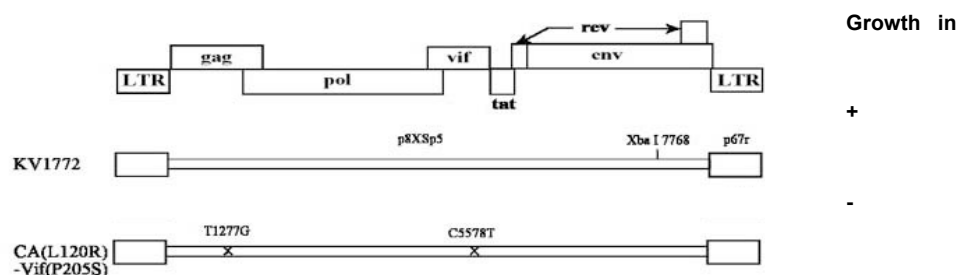 Growth in
rev
gag
vif
env
LTR
pol
LTR
tat
+
p8XSp5
Xba I 7768
p67r
KV1772
-
T1277G
C5578T
CA(L120R)
-Vif(P205S)